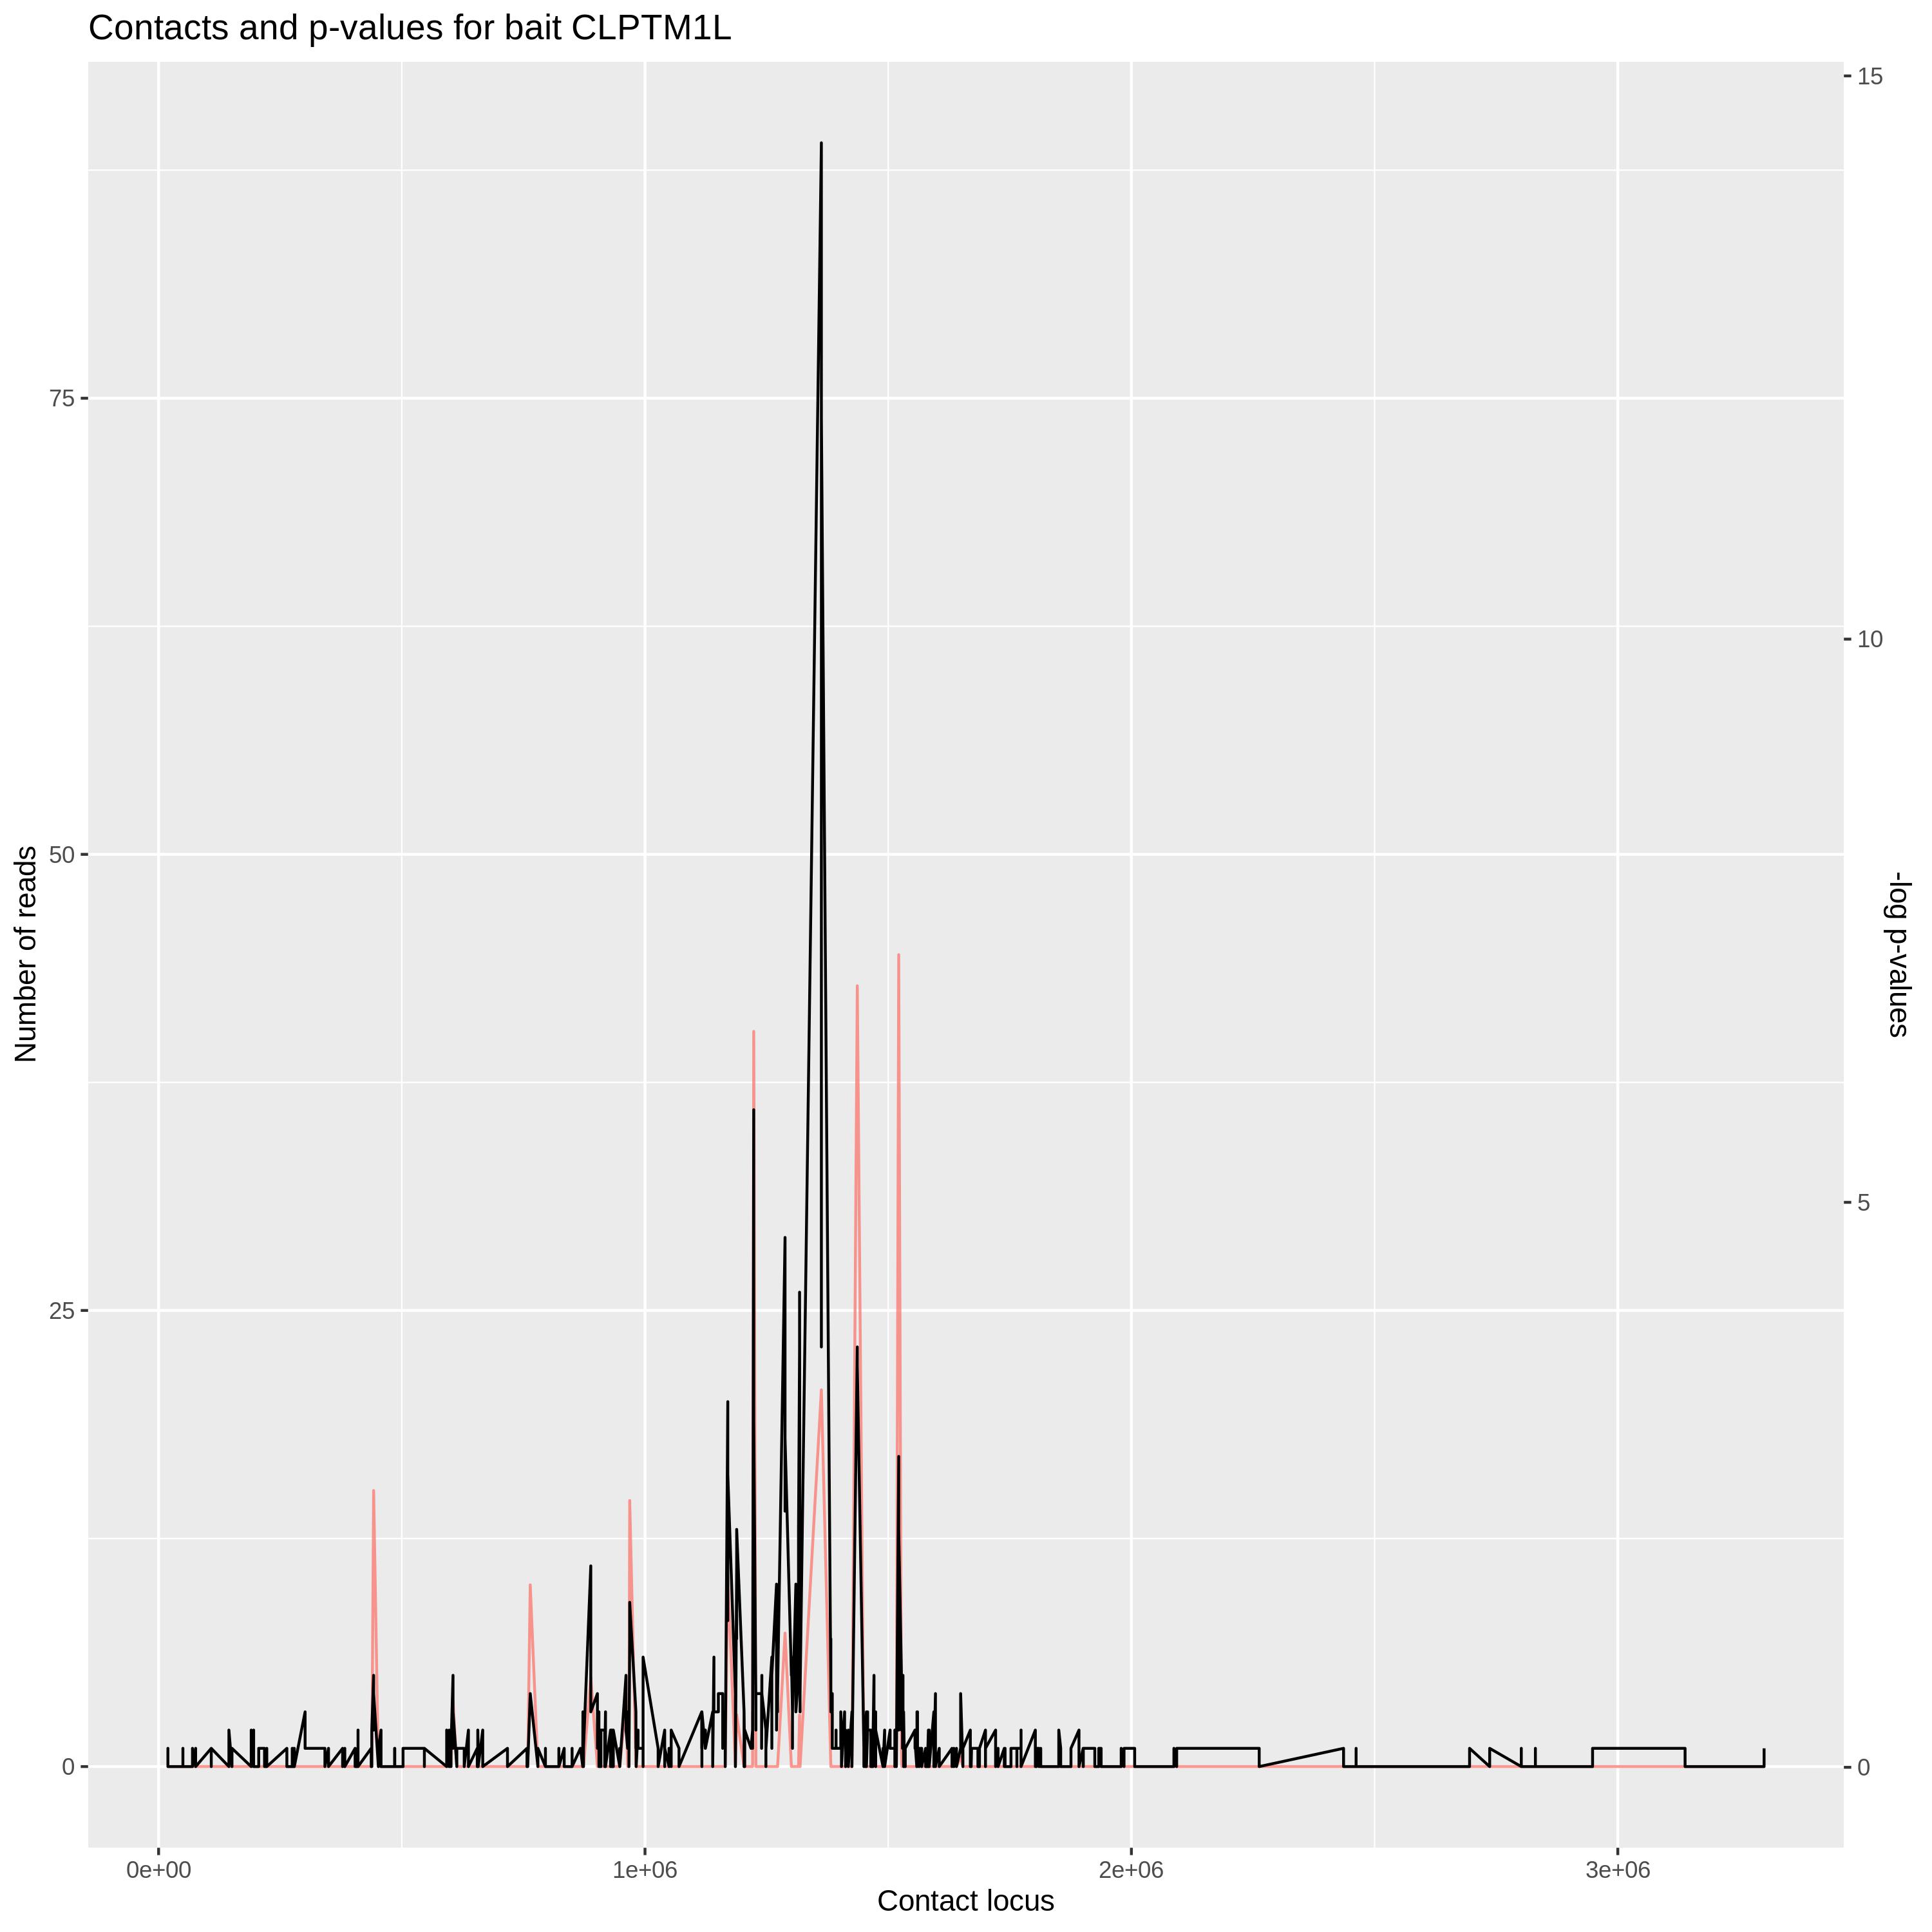 Contacts and p-values for bait CLPTM1L
15
75
10
50
Number of reads
-log p-values
5
25
0
0
0e+00
1e+06
2e+06
3e+06
Contact locus